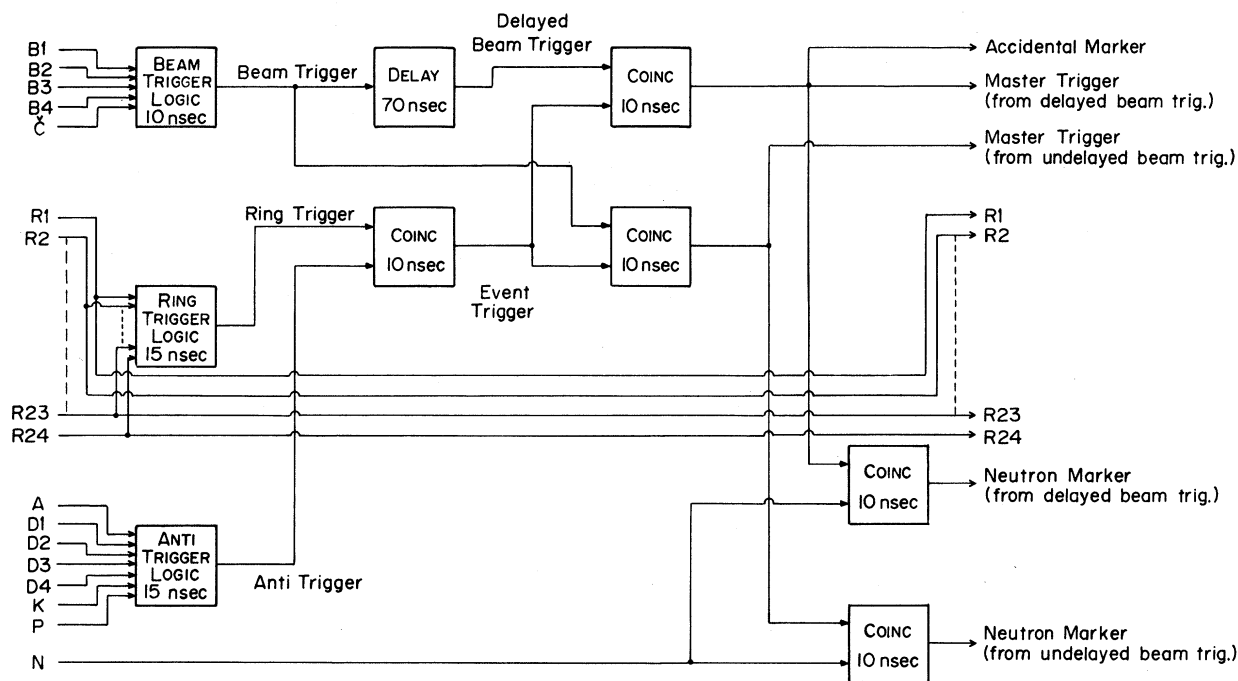 B1
B2
B3
B4
Č
BEAM
TRIGGER
LOGIC
10 nsec
Beam Trigger
DELAY
70 nsec
Delayed
Beam Trigger
COINC
10 nsec
Accidental Marker
Master Trigger
(from delayed beam trig.)
Master Trigger
(from undelayed beam trig.)
R1
R2
Ring Trigger
COINC
10 nsec
COINC
10 nsec
R1
R2
RING
TRIGGER
LOGIC
15 nsec
Event
Trigger
R23
R24
R23
R24
A
D1
D2
D3
D4
K
P
ANTI
TRIGGER
LOGIC
15 nsec
Anti Trigger
COINC
10 nsec
Neutron Marker
(from delayed beam trig.)
N
COINC
10 nsec
Neutron Marker
(from undelayed beam trig.)